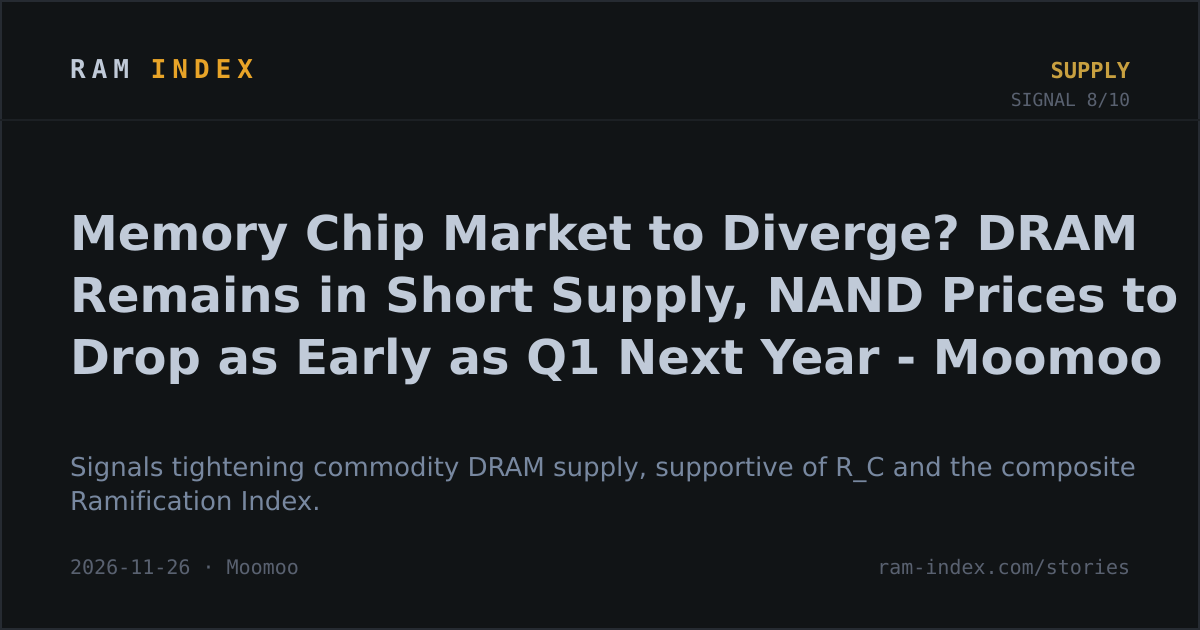 RAM INDEX
SUPPLY
SIGNAL 8/10
Memory Chip Market to Diverge? DRAM
Remains in Short Supply, NAND Prices to
Drop as Early as Q1 Next Year - Moomoo
Signals tightening commodity DRAM supply, supportive of R_C and the composite
Ramification Index.
2026-11-26 · Moomoo
ram-index.com/stories